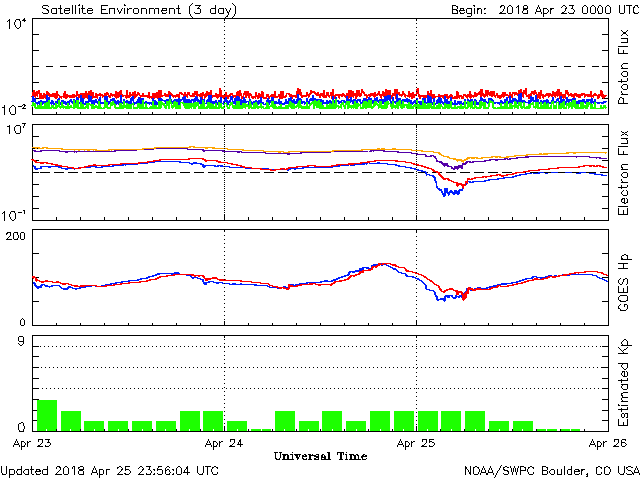 Satellite Environment (3 day) Begin: 2018 Apr 23 0000 UTC
10⁴
Proton Flux
10⁻²
10⁷
Electron Flux
10⁻¹
200
GOES Hp
0
9
Estimated Kp
0
Apr 23 Apr 24 Apr 25 Apr 26
Universal Time
Updated 2018 Apr 25 23:56:04 UTC NOAA/SWPC Boulder, CO USA